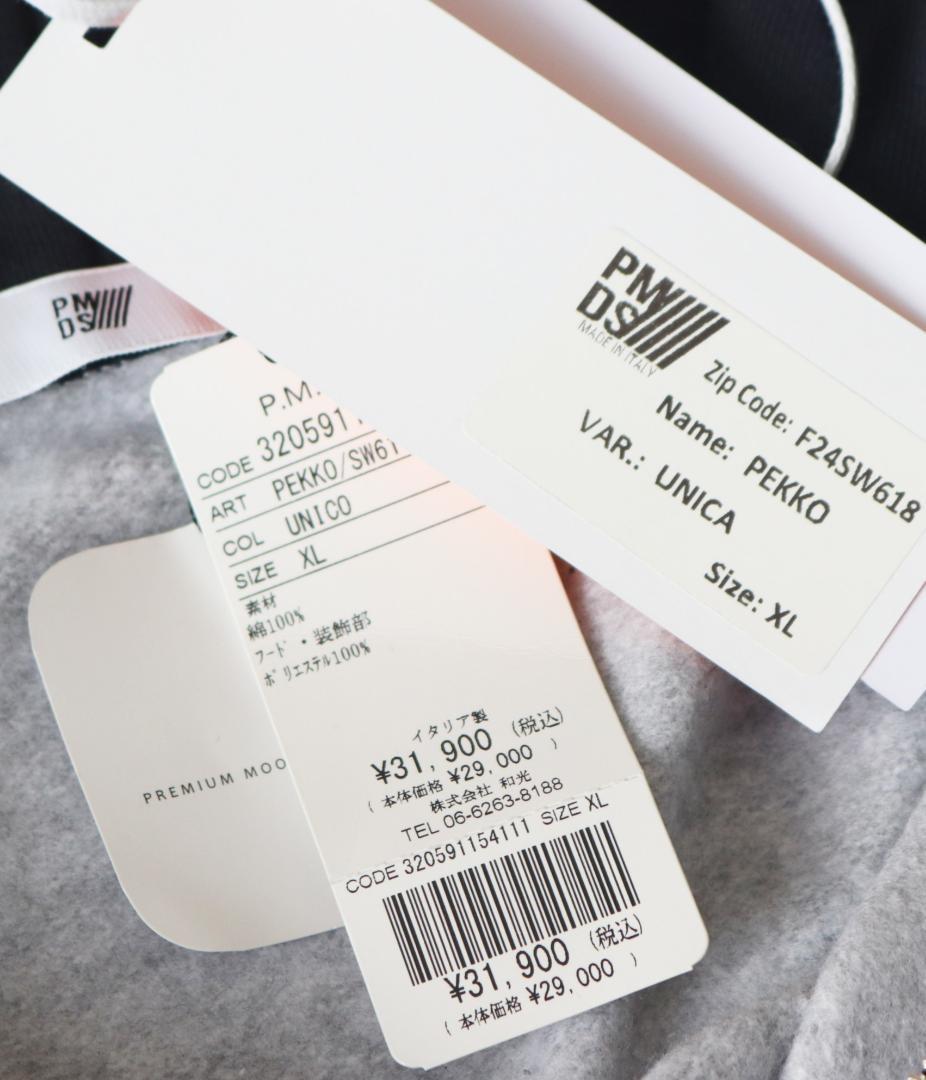 PM
DS
MADE IN ITALY
Zip Code: F24SW618
Name: PEKKO
VAR.: UNICA
Size: XL
PM
DS
P.M.
CODE 3205911
ART PEKKO/SW61
COL UNICO
SIZE XL
素材
綿100%
フード・装飾部
ポリエステル100%
イタリア製
¥31,900 (税込)
(本体価格 ¥29,000 )
株式会社 和光
TEL 06-6263-8188
CODE 320591154111 SIZE XL
¥31,900 (税込)
(本体価格 ¥29,000 )
PREMIUM MOO